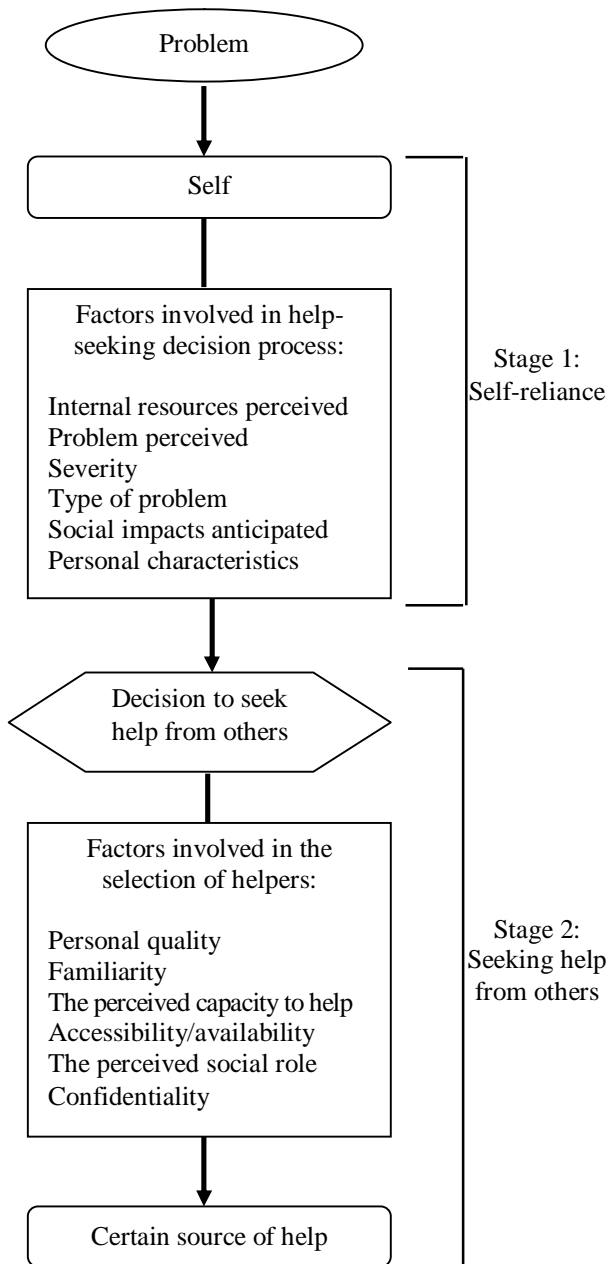 Problem
Self
Factors involved in help-
seeking decision process:
Internal resources perceived
Problem perceived
Severity
Type of problem
Social impacts anticipated
Personal characteristics
Stage 1:
Self-reliance
Decision to seek
help from others
Factors involved in the
selection of helpers:
Personal quality
Familiarity
The perceived capacity to help
Accessibility/availability
The perceived social role
Confidentiality
Stage 2:
Seeking help
from others
Certain source of help